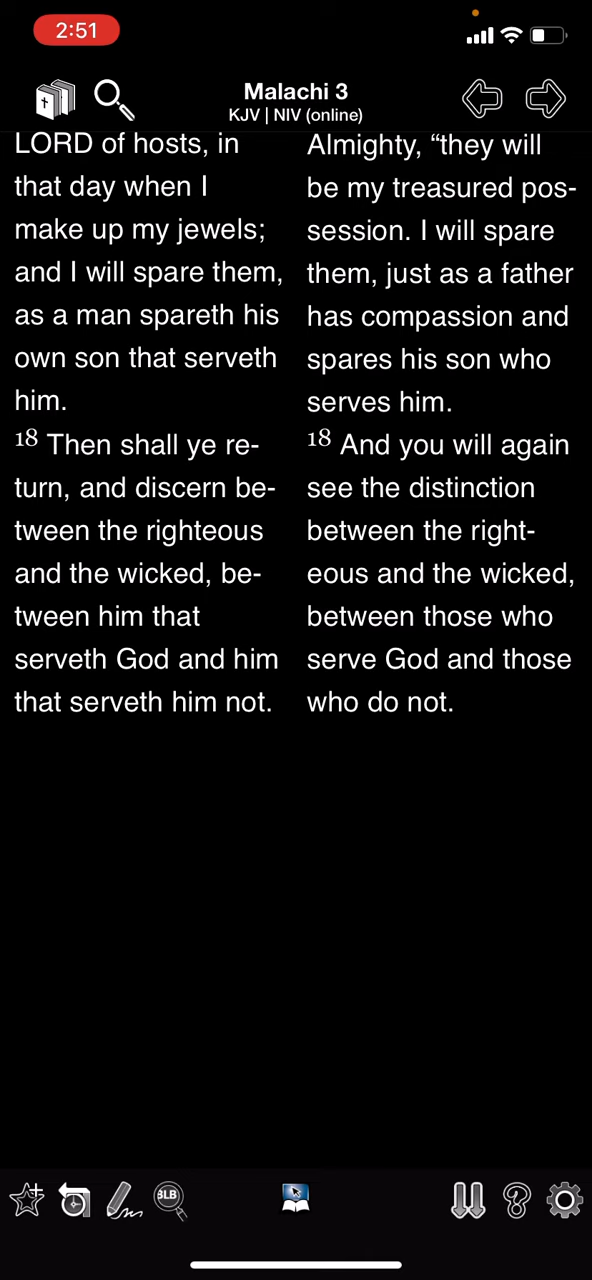 2:51
Malachi 3
KJV | NIV (online)
LORD of hosts, in
that day when I
make up my jewels;
and I will spare them,
as a man spareth his
own son that serveth
him.
18 Then shall ye re-
turn, and discern be-
tween the righteous
and the wicked, be-
tween him that
serveth God and him
that serveth him not.
Almighty, “they will
be my treasured pos-
session. I will spare
them, just as a father
has compassion and
spares his son who
serves him.
18 And you will again
see the distinction
between the right-
eous and the wicked,
between those who
serve God and those
who do not.
BLB